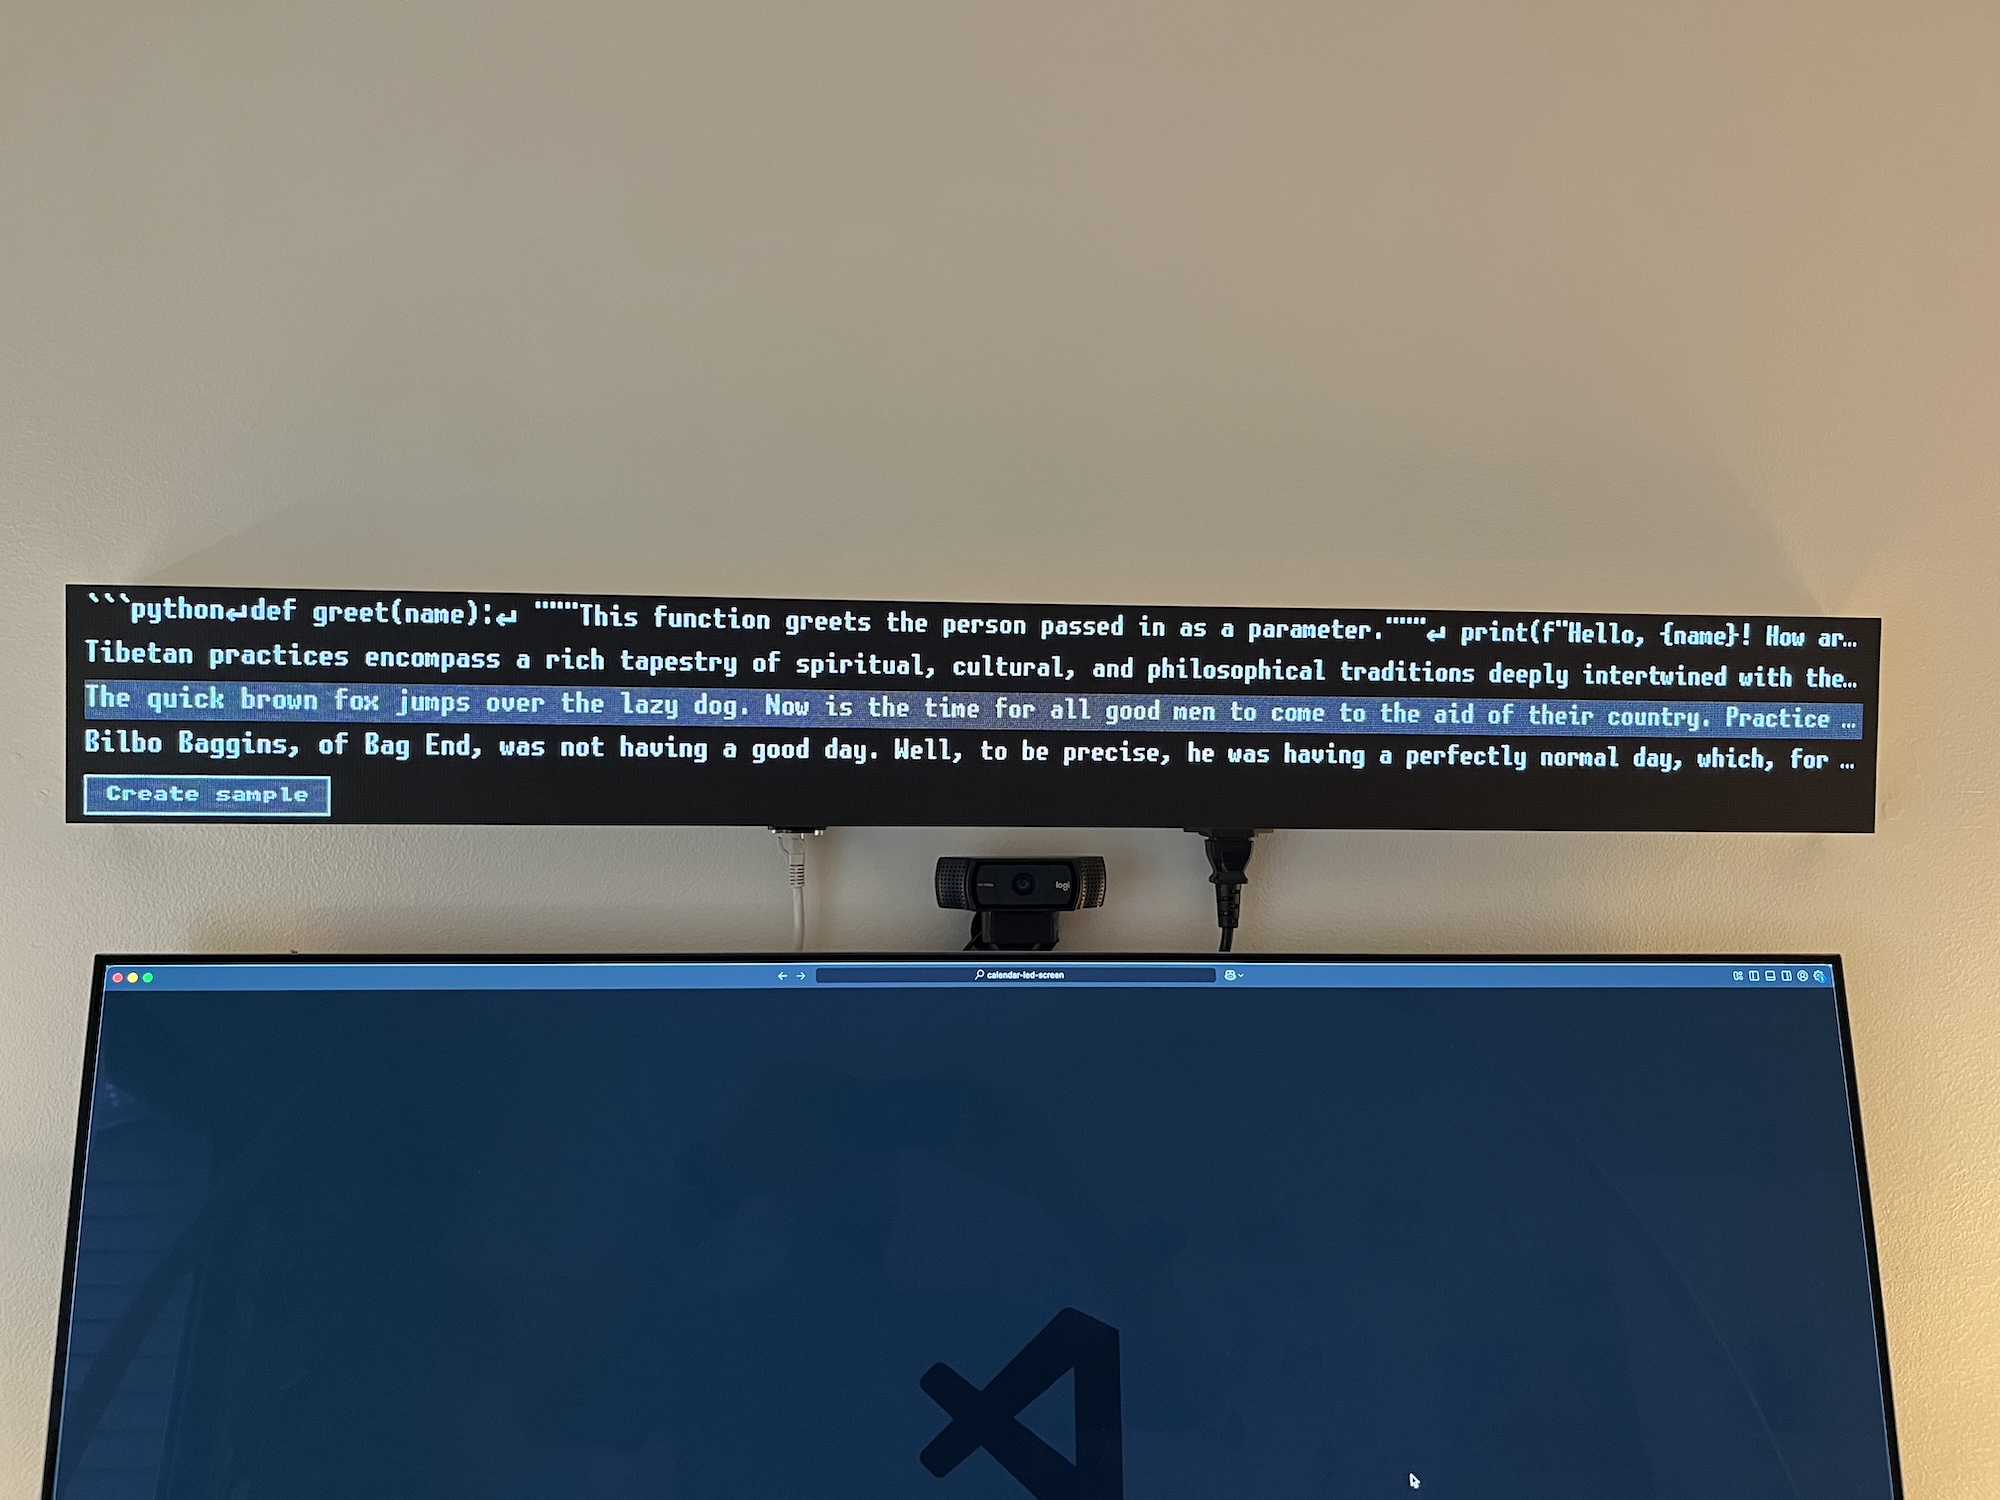 ```python↵def greet(name):↵ """This function greets the person passed in as a parameter."""↵ print(f"Hello, {name}! How ar…
Tibetan practices encompass a rich tapestry of spiritual, cultural, and philosophical traditions deeply intertwined with the…
The quick brown fox jumps over the lazy dog. Now is the time for all good men to come to the aid of their country. Practice …
Bilbo Baggins, of Bag End, was not having a good day. Well, to be precise, he was having a perfectly normal day, which, for …
Create sample
logi
calendar-led-screen